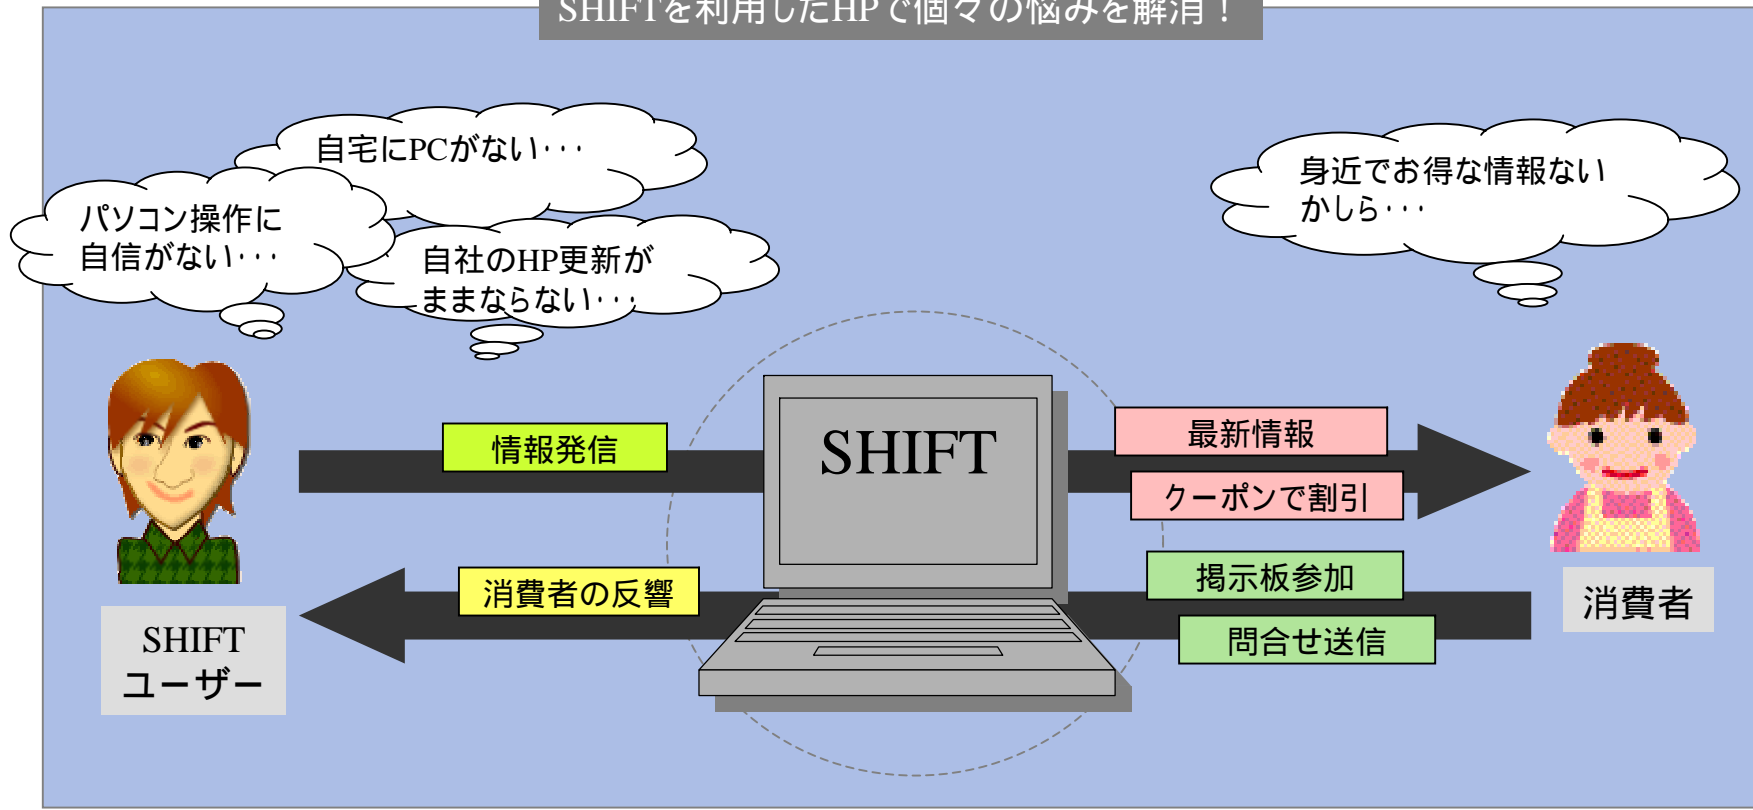 SHIFTを利用したHPで個々の悩みを解消！
自宅にPCがない･･･
パソコン操作に
自信がない･･･
自社のHP更新が
ままならない･･･
身近でお得な情報ない
かしら･･･
SHIFT
情報発信
最新情報
クーポンで割引
消費者の反響
掲示板参加
問合せ送信
SHIFT
ユーザー
消費者